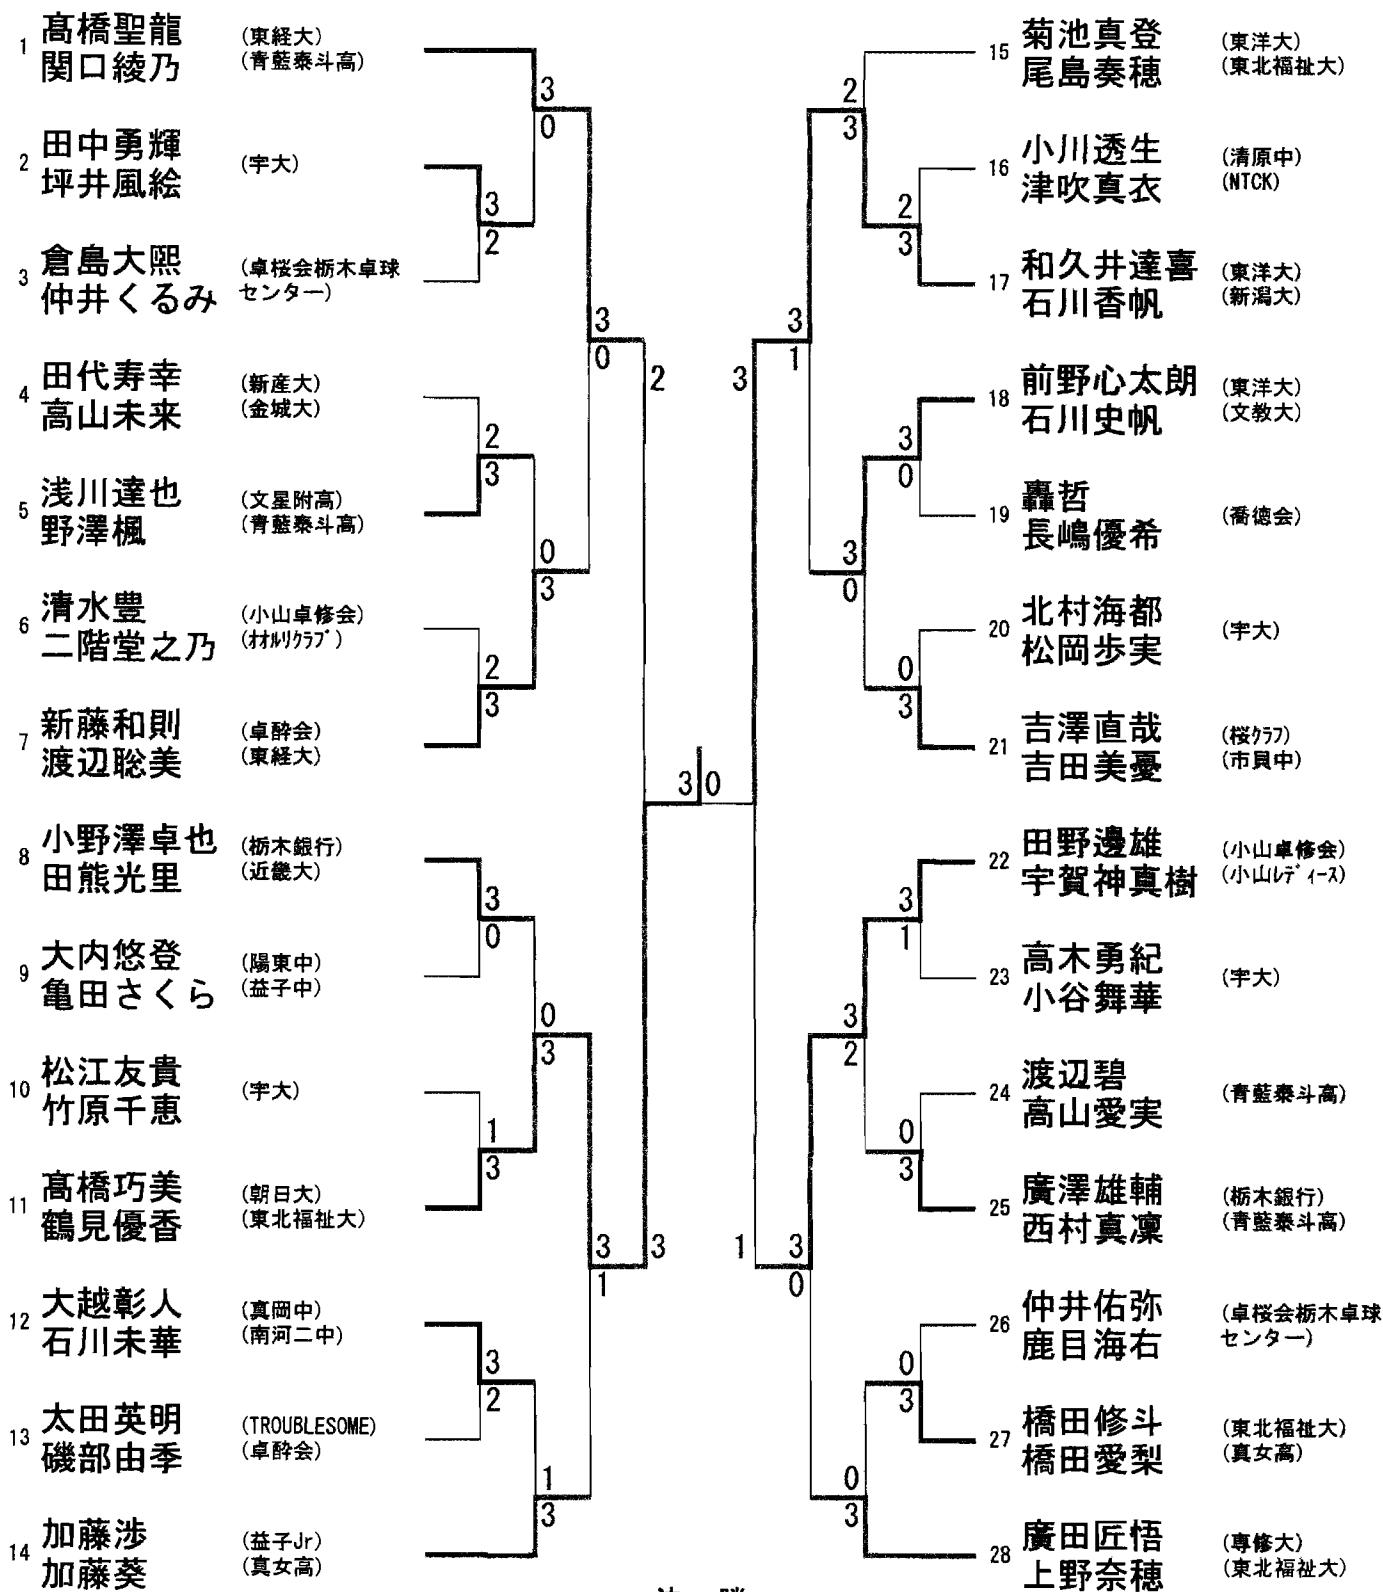 1 髙橋聖龍 (東経大)
関口綾乃 (青藍泰斗高)
3
0
2 田中勇輝 (宇大)
坪井風絵
3
2
3 倉島大熙 (卓桜会栃木卓球
仲井くるみ センター)
3
0
4 田代寿幸 (新産大)
高山未来 (金城大)
2
3
5 浅川達也 (文星附高)
野澤楓 (青藍泰斗高)
0
3
6 清水豊 (小山卓修会)
二階堂之乃 (オオルリクラブ)
2
3
7 新藤和則 (卓酔会)
渡辺聡美 (東経大)
2
8 小野澤卓也 (栃木銀行)
田熊光里 (近畿大)
3
0
9 大内悠登 (陽東中)
亀田さくら (益子中)
0
3
10 松江友貴 (宇大)
竹原千恵
1
3
11 髙橋巧美 (朝日大)
鶴見優香 (東北福祉大)
3
1
3
12 大越彰人 (真岡中)
石川未華 (南河二中)
3
2
13 太田英明 (TROUBLESOME)
磯部由季 (卓酔会)
1
3
14 加藤渉 (益子Jr)
加藤葵 (真女高)
3 0
15 菊池真登 (東洋大)
尾島奏穂 (東北福祉大)
2
3
16 小川透生 (清原中)
津吹真衣 (NTCK)
2
3
17 和久井達喜 (東洋大)
石川香帆 (新潟大)
3
1
3
18 前野心太朗 (東洋大)
石川史帆 (文教大)
3
0
19 轟哲 (喬徳会)
長嶋優希
3
0
20 北村海都 (宇大)
松岡歩実
0
3
21 吉澤直哉 (桜クラブ)
吉田美憂 (市貝中)
22 田野邊雄 (小山卓修会)
宇賀神真樹 (小山レディース)
3
1
23 高木勇紀 (宇大)
小谷舞華
3
2
24 渡辺碧 (青藍泰斗高)
高山愛実
0
3
25 廣澤雄輔 (栃木銀行)
西村真凜 (青藍泰斗高)
1
3
0
26 仲井佑弥 (卓桜会栃木卓球
鹿目海右 センター)
0
3
27 橋田修斗 (東北福祉大)
橋田愛梨 (真女高)
0
3
28 廣田匠悟 (専修大)
上野奈穂 (東北福祉大)